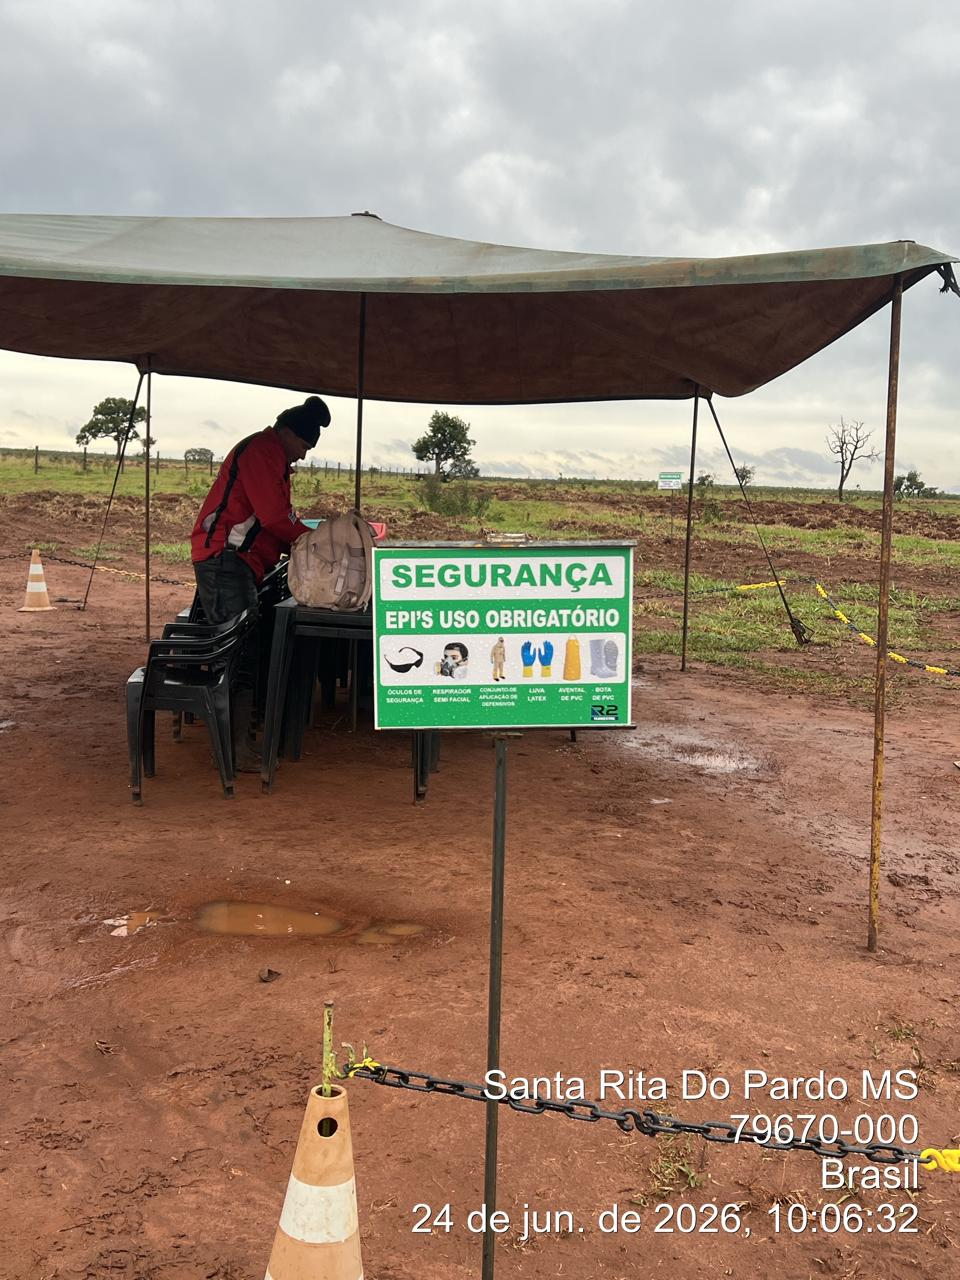 SEGURANÇA
EPI'S USO OBRIGATÓRIO
ÓCULOS DE
SEGURANÇA
RESPIRADOR
SEMI FACIAL
CONJUNTO DE
APLICAÇÃO DE
DEFENSIVOS
LUVA
LATEX
AVENTAL
DE PVC
BOTA
DE PVC
R2
Santa Rita Do Pardo MS
79670-000
Brasil
24 de jun. de 2026, 10:06:32